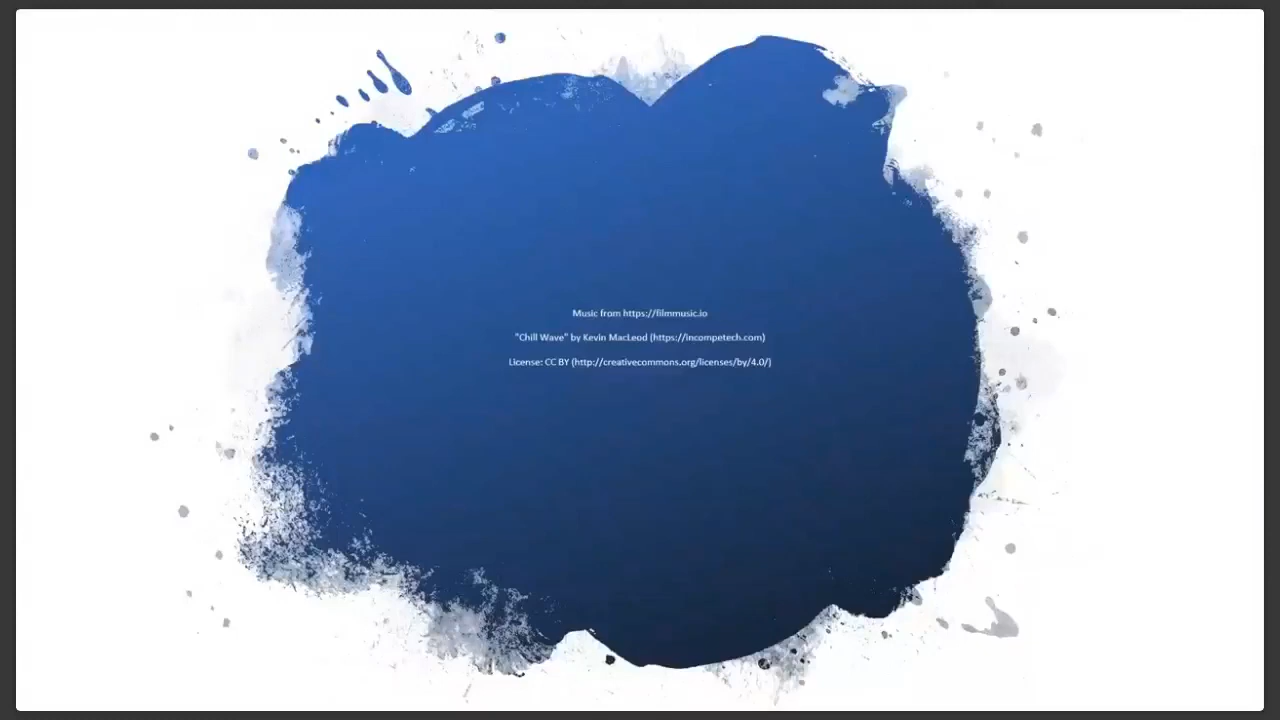 Music from https://filmmusic.io
"Chill Wave" by Kevin MacLeod (https://incompetech.com)
License: CC BY (http://creativecommons.org/licenses/by/4.0/)